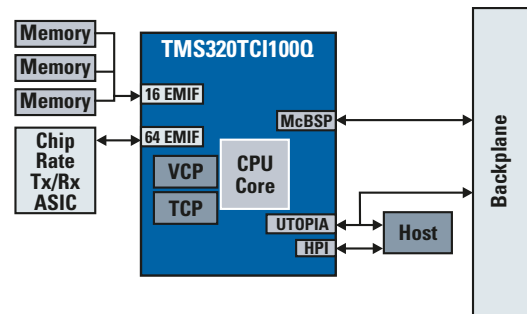 Memory
Memory
Memory
Chip
Rate
Tx/Rx
ASIC
TMS320TCI100Q
16 EMIF
64 EMIF
McBSP
VCP
TCP
CPU
Core
UTOPIA
HPI
Host
Backplane